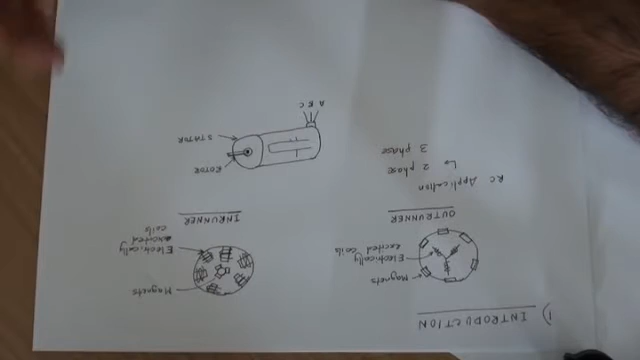 1) INTRODUCTION
Magnets
Electrically
excited coils
OUTRUNNER
RC Application
↳ 2 phase
3 phase
Magnets
Electrically
excited
coils
INRUNNER
ROTOR
STATOR
A B C